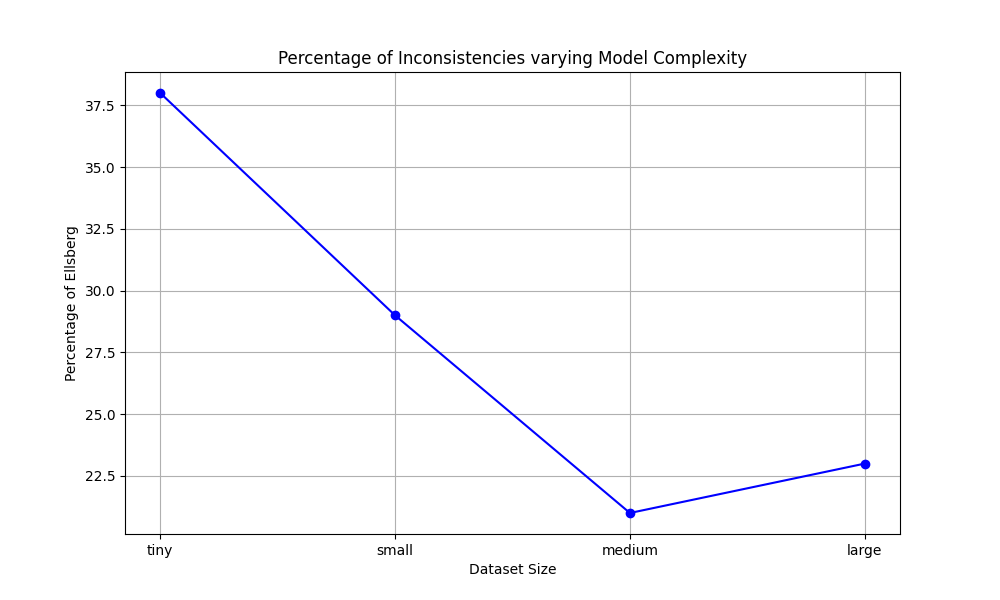 Percentage of Inconsistencies varying Model Complexity
Percentage of Ellsberg
37.5
35.0
32.5
30.0
27.5
25.0
22.5
tiny small medium large
Dataset Size